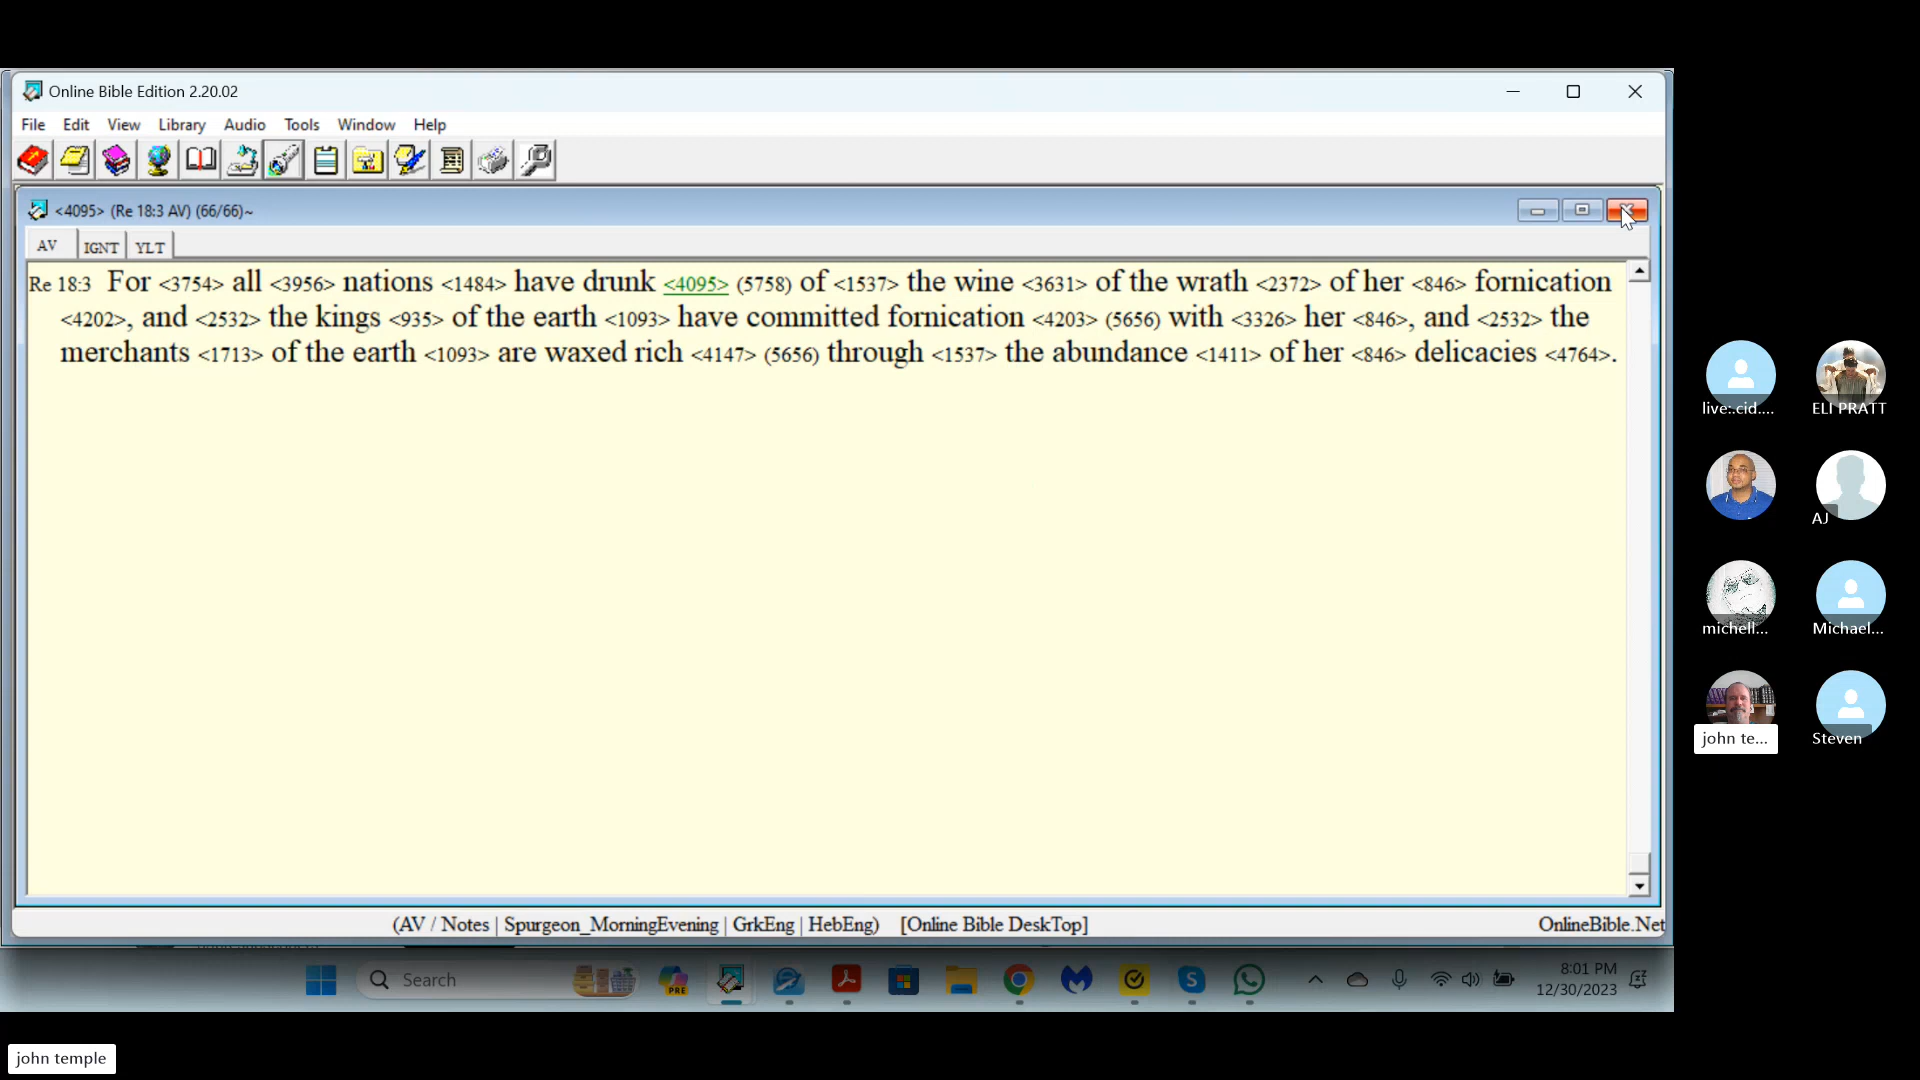 Online Bible Edition 2.20.02
File Edit View Library Audio Tools Window Help
<4095> (Re 18:3 AV) (66/66)~
AV IGNT YLT
Re 18:3 For <3754> all <3956> nations <1484> have drunk <4095> (5758) of <1537> the wine <3631> of the wrath <2372> of her <846> fornication
<4202>, and <2532> the kings <935> of the earth <1093> have committed fornication <4203> (5656) with <3326> her <846>, and <2532> the
merchants <1713> of the earth <1093> are waxed rich <4147> (5656) through <1537> the abundance <1411> of her <846> delicacies <4764>.
live:.cid.... ELI PRATT
AJ
michell... Michael...
john te... Steven
(AV / Notes | Spurgeon_MorningEvening | GrkEng | HebEng) [Online Bible DeskTop] OnlineBible.Net
Search PRE 8:01 PM
12/30/2023
john temple